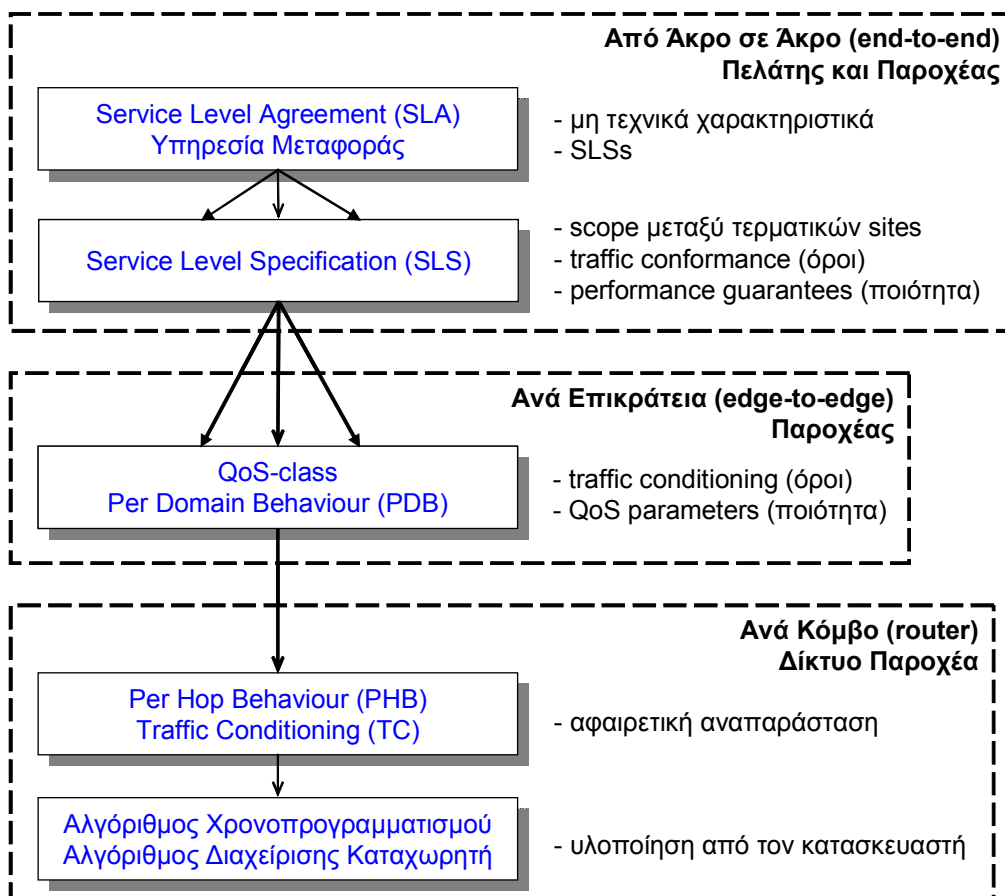 Από Άκρο σε Άκρο (end-to-end)
Πελάτης και Παροχέας
Service Level Agreement (SLA)
Υπηρεσία Μεταφοράς
- μη τεχνικά χαρακτηριστικά
- SLSs
Service Level Specification (SLS)
- scope μεταξύ τερματικών sites
- traffic conformance (όροι)
- performance guarantees (ποιότητα)
Ανά Επικράτεια (edge-to-edge)
Παροχέας
QoS-class
Per Domain Behaviour (PDB)
- traffic conditioning (όροι)
- QoS parameters (ποιότητα)
Ανά Κόμβο (router)
Δίκτυο Παροχέα
Per Hop Behaviour (PHB)
Traffic Conditioning (TC)
- αφαιρετική αναπαράσταση
Αλγόριθμος Χρονοπρογραμματισμού
Αλγόριθμος Διαχείρισης Καταχωρητή
- υλοποίηση από τον κατασκευαστή